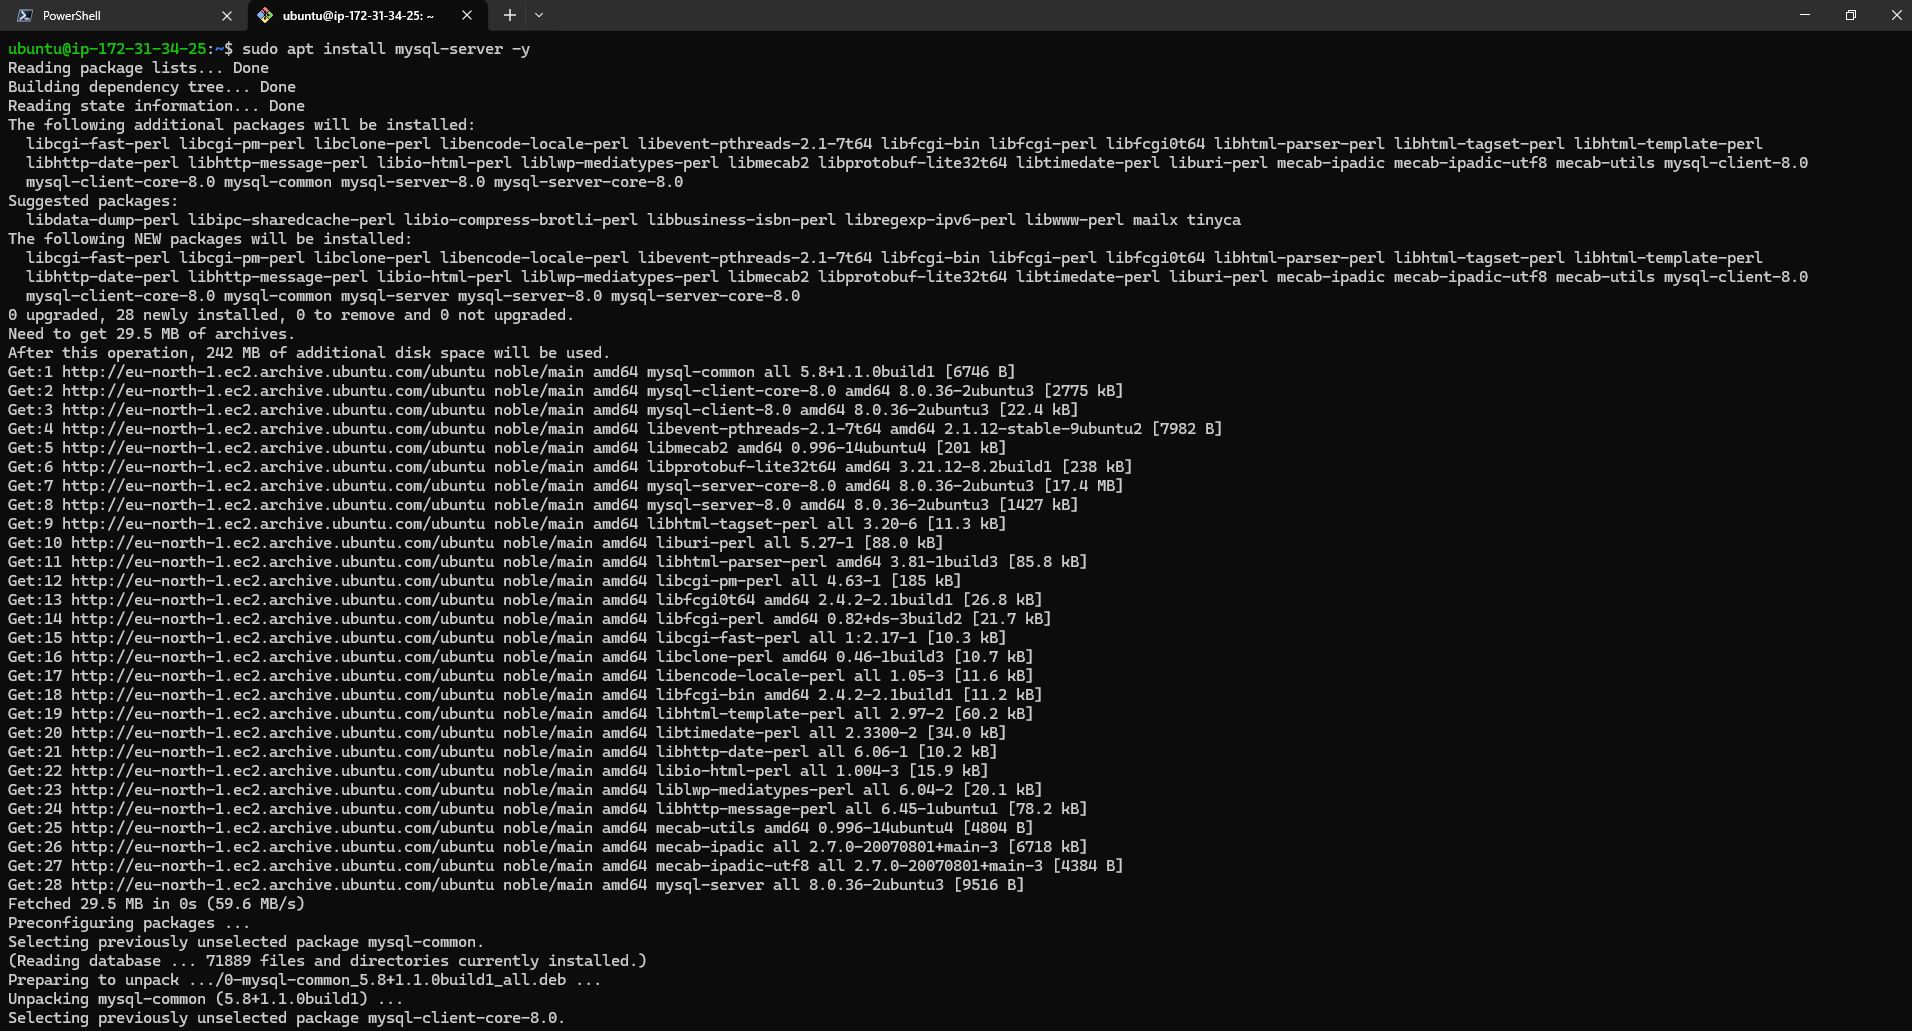 PowerShell
ubuntu@ip-172-31-34-25: ~
ubuntu@ip-172-31-34-25:~$ sudo apt install mysql-server -y
Reading package lists... Done
Building dependency tree... Done
Reading state information... Done
The following additional packages will be installed:
  libcgi-fast-perl libcgi-pm-perl libclone-perl libencode-locale-perl libevent-pthreads-2.1-7t64 libfcgi-bin libfcgi-perl libfcgi0t64 libhtml-parser-perl libhtml-tagset-perl libhtml-template-perl
  libhttp-date-perl libhttp-message-perl libio-html-perl liblwp-mediatypes-perl libmecab2 libprotobuf-lite32t64 libtimedate-perl liburi-perl mecab-ipadic mecab-ipadic-utf8 mecab-utils mysql-client-8.0
  mysql-client-core-8.0 mysql-common mysql-server-8.0 mysql-server-core-8.0
Suggested packages:
  libdata-dump-perl libipc-sharedcache-perl libio-compress-brotli-perl libbusiness-isbn-perl libregexp-ipv6-perl libwww-perl mailx tinyca
The following NEW packages will be installed:
  libcgi-fast-perl libcgi-pm-perl libclone-perl libencode-locale-perl libevent-pthreads-2.1-7t64 libfcgi-bin libfcgi-perl libfcgi0t64 libhtml-parser-perl libhtml-tagset-perl libhtml-template-perl
  libhttp-date-perl libhttp-message-perl libio-html-perl liblwp-mediatypes-perl libmecab2 libprotobuf-lite32t64 libtimedate-perl liburi-perl mecab-ipadic mecab-ipadic-utf8 mecab-utils mysql-client-8.0
  mysql-client-core-8.0 mysql-common mysql-server mysql-server-8.0 mysql-server-core-8.0
0 upgraded, 28 newly installed, 0 to remove and 0 not upgraded.
Need to get 29.5 MB of archives.
After this operation, 242 MB of additional disk space will be used.
Get:1 http://eu-north-1.ec2.archive.ubuntu.com/ubuntu noble/main amd64 mysql-common all 5.8+1.1.0build1 [6746 B]
Get:2 http://eu-north-1.ec2.archive.ubuntu.com/ubuntu noble/main amd64 mysql-client-core-8.0 amd64 8.0.36-2ubuntu3 [2775 kB]
Get:3 http://eu-north-1.ec2.archive.ubuntu.com/ubuntu noble/main amd64 mysql-client-8.0 amd64 8.0.36-2ubuntu3 [22.4 kB]
Get:4 http://eu-north-1.ec2.archive.ubuntu.com/ubuntu noble/main amd64 libevent-pthreads-2.1-7t64 amd64 2.1.12-stable-9ubuntu2 [7982 B]
Get:5 http://eu-north-1.ec2.archive.ubuntu.com/ubuntu noble/main amd64 libmecab2 amd64 0.996-14ubuntu4 [201 kB]
Get:6 http://eu-north-1.ec2.archive.ubuntu.com/ubuntu noble/main amd64 libprotobuf-lite32t64 amd64 3.21.12-8.2build1 [238 kB]
Get:7 http://eu-north-1.ec2.archive.ubuntu.com/ubuntu noble/main amd64 mysql-server-core-8.0 amd64 8.0.36-2ubuntu3 [17.4 MB]
Get:8 http://eu-north-1.ec2.archive.ubuntu.com/ubuntu noble/main amd64 mysql-server-8.0 amd64 8.0.36-2ubuntu3 [1427 kB]
Get:9 http://eu-north-1.ec2.archive.ubuntu.com/ubuntu noble/main amd64 libhtml-tagset-perl all 3.20-6 [11.3 kB]
Get:10 http://eu-north-1.ec2.archive.ubuntu.com/ubuntu noble/main amd64 liburi-perl all 5.27-1 [88.0 kB]
Get:11 http://eu-north-1.ec2.archive.ubuntu.com/ubuntu noble/main amd64 libhtml-parser-perl amd64 3.81-1build3 [85.8 kB]
Get:12 http://eu-north-1.ec2.archive.ubuntu.com/ubuntu noble/main amd64 libcgi-pm-perl all 4.63-1 [185 kB]
Get:13 http://eu-north-1.ec2.archive.ubuntu.com/ubuntu noble/main amd64 libfcgi0t64 amd64 2.4.2-2.1build1 [26.8 kB]
Get:14 http://eu-north-1.ec2.archive.ubuntu.com/ubuntu noble/main amd64 libfcgi-perl amd64 0.82+ds-3build2 [21.7 kB]
Get:15 http://eu-north-1.ec2.archive.ubuntu.com/ubuntu noble/main amd64 libcgi-fast-perl all 1:2.17-1 [10.3 kB]
Get:16 http://eu-north-1.ec2.archive.ubuntu.com/ubuntu noble/main amd64 libclone-perl amd64 0.46-1build3 [10.7 kB]
Get:17 http://eu-north-1.ec2.archive.ubuntu.com/ubuntu noble/main amd64 libencode-locale-perl all 1.05-3 [11.6 kB]
Get:18 http://eu-north-1.ec2.archive.ubuntu.com/ubuntu noble/main amd64 libfcgi-bin amd64 2.4.2-2.1build1 [11.2 kB]
Get:19 http://eu-north-1.ec2.archive.ubuntu.com/ubuntu noble/main amd64 libhtml-template-perl all 2.97-2 [60.2 kB]
Get:20 http://eu-north-1.ec2.archive.ubuntu.com/ubuntu noble/main amd64 libtimedate-perl all 2.3300-2 [34.0 kB]
Get:21 http://eu-north-1.ec2.archive.ubuntu.com/ubuntu noble/main amd64 libhttp-date-perl all 6.06-1 [10.2 kB]
Get:22 http://eu-north-1.ec2.archive.ubuntu.com/ubuntu noble/main amd64 libio-html-perl all 1.004-3 [15.9 kB]
Get:23 http://eu-north-1.ec2.archive.ubuntu.com/ubuntu noble/main amd64 liblwp-mediatypes-perl all 6.04-2 [20.1 kB]
Get:24 http://eu-north-1.ec2.archive.ubuntu.com/ubuntu noble/main amd64 libhttp-message-perl all 6.45-1ubuntu1 [78.2 kB]
Get:25 http://eu-north-1.ec2.archive.ubuntu.com/ubuntu noble/main amd64 mecab-utils amd64 0.996-14ubuntu4 [4804 B]
Get:26 http://eu-north-1.ec2.archive.ubuntu.com/ubuntu noble/main amd64 mecab-ipadic all 2.7.0-20070801+main-3 [6718 kB]
Get:27 http://eu-north-1.ec2.archive.ubuntu.com/ubuntu noble/main amd64 mecab-ipadic-utf8 all 2.7.0-20070801+main-3 [4384 B]
Get:28 http://eu-north-1.ec2.archive.ubuntu.com/ubuntu noble/main amd64 mysql-server all 8.0.36-2ubuntu3 [9516 B]
Fetched 29.5 MB in 0s (59.6 MB/s)
Preconfiguring packages ...
Selecting previously unselected package mysql-common.
(Reading database ... 71889 files and directories currently installed.)
Preparing to unpack .../0-mysql-common_5.8+1.1.0build1_all.deb ...
Unpacking mysql-common (5.8+1.1.0build1) ...
Selecting previously unselected package mysql-client-core-8.0.